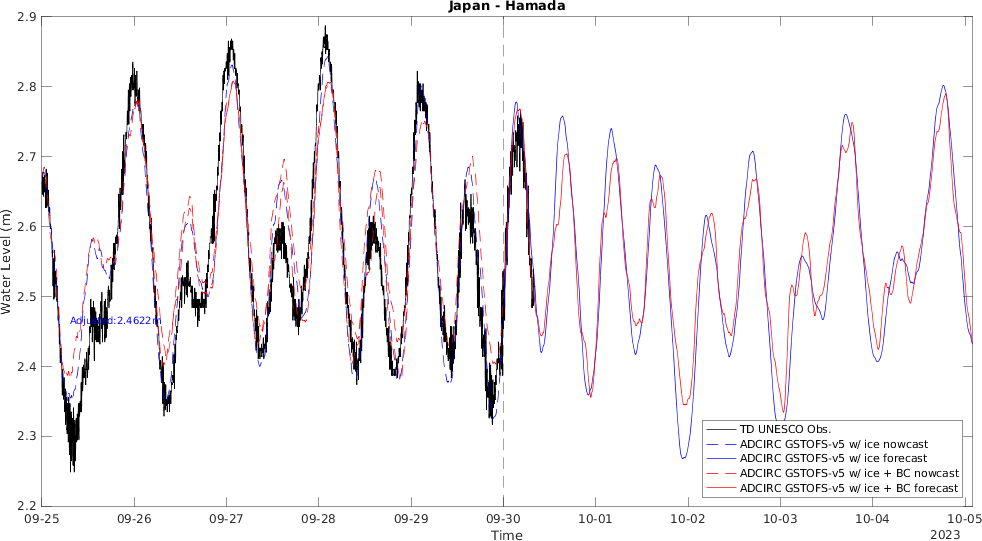 Japan - Hamada
2.9
2.8
2.7
2.6
2.5
2.4
2.3
2.2
Water Level (m)
Adjusted:2.4622m
TD UNESCO Obs.
ADCIRC GSTOFS-v5 w/ ice nowcast
ADCIRC GSTOFS-v5 w/ ice forecast
ADCIRC GSTOFS-v5 w/ ice + BC nowcast
ADCIRC GSTOFS-v5 w/ ice + BC forecast
09-25 09-26 09-27 09-28 09-29 09-30 10-01 10-02 10-03 10-04 10-05
Time
2023